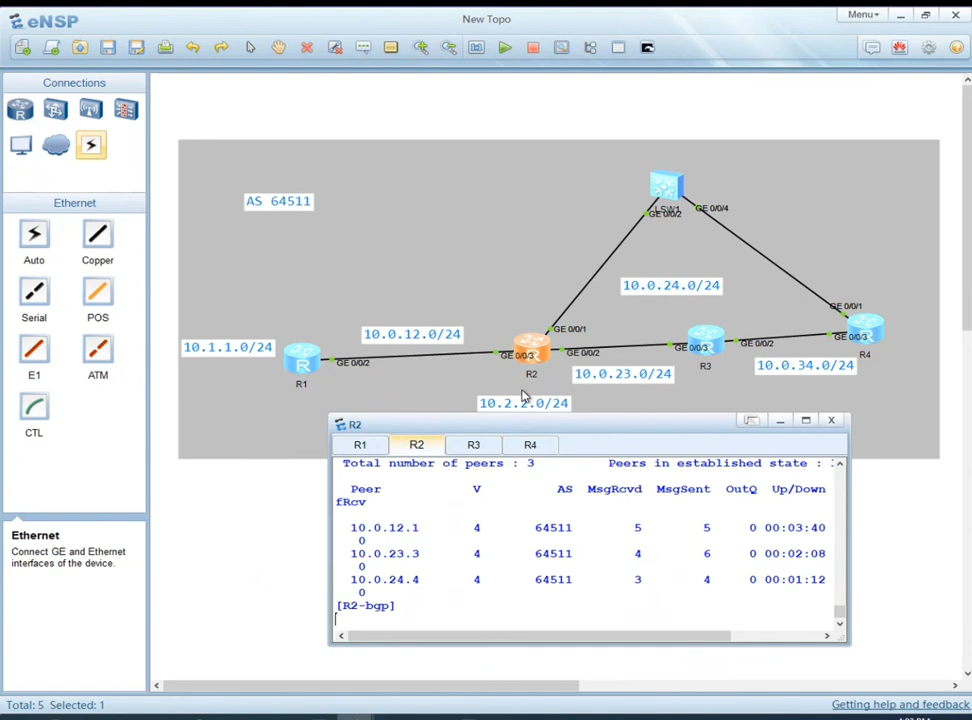 eNSP
New Topo
Menu
Connections
AS 64511
LSW1
GE 0/0/2
GE 0/0/4
Ethernet
Auto
Copper
10.0.24.0/24
Serial
POS
GE 0/0/1
GE 0/0/1
10.0.12.0/24
10.1.1.0/24
GE 0/0/2
R1
GE 0/0/3
GE 0/0/2
R2
GE 0/0/3
GE 0/0/2
R3
GE 0/0/3
R4
10.0.23.0/24
10.0.34.0/24
E1
ATM
10.2.2.0/24
CTL
R2
R1 R2 R3 R4
Total number of peers : 3 Peers in established state :
Peer V AS MsgRcvd MsgSent OutQ Up/Down
fRcv
10.0.12.1 4 64511 5 5 0 00:03:40
0
10.0.23.3 4 64511 4 6 0 00:02:08
0
10.0.24.4 4 64511 3 4 0 00:01:12
0
[R2-bgp]
Ethernet
Connect GE and Ethernet
interfaces of the device.
Total: 5 Selected: 1
Getting help and feedback